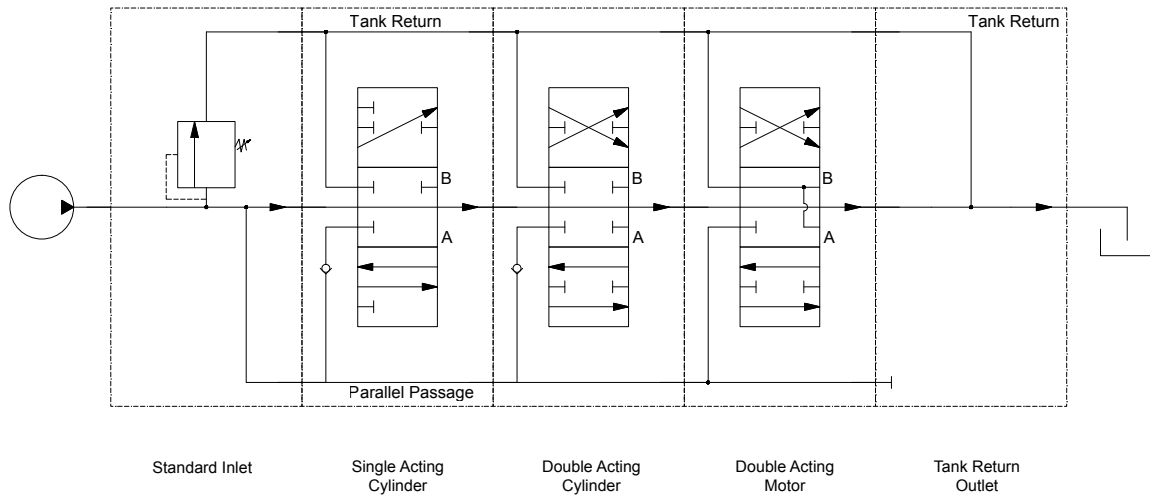 Tank Return
Tank Return
B
B
B
A
A
A
Parallel Passage
Standard Inlet
Single Acting
Cylinder
Double Acting
Cylinder
Double Acting
Motor
Tank Return
Outlet